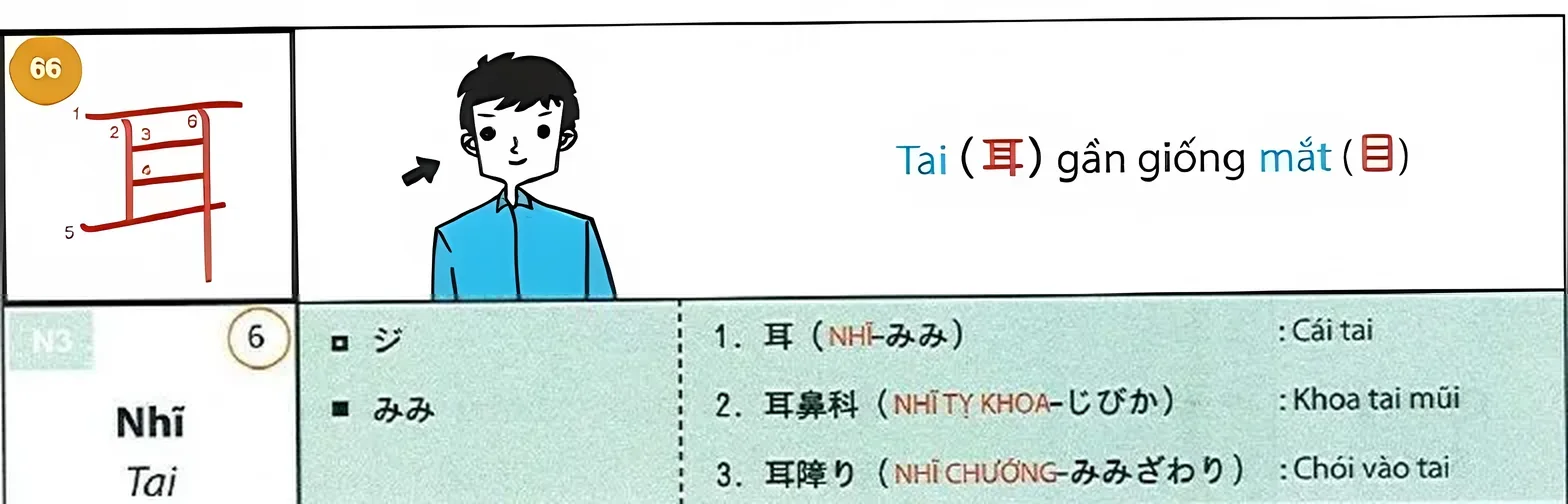 66
1
2 3 6
5
Tai (耳) gần giống mắt (目)
N3
6
Nhĩ
Tai
ジ
みみ
1. 耳 (NHĨ-みみ) : Cái tai
2. 耳鼻科 (NHĨ TỴ KHOA-じびか) : Khoa tai mũi
3. 耳障り (NHĨ CHƯỚNG-みみざわり) : Chói vào tai